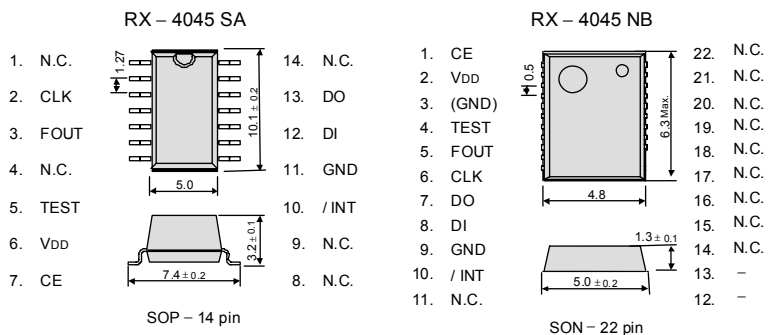 RX – 4045 SA
1. N.C.
2. CLK
3. FOUT
4. N.C.
5. TEST
6. VDD
7. CE
1.27
10.1 ± 0.2
5.0
3.2 ± 0.1
7.4 ± 0.2
14. N.C.
13. DO
12. DI
11. GND
10. / INT
9. N.C.
8. N.C.
SOP – 14 pin
RX – 4045 NB
1. CE
2. VDD
3. (GND)
4. TEST
5. FOUT
6. CLK
7. DO
8. DI
9. GND
10. / INT
11. N.C.
0.5
6.3 Max.
4.8
1.3 ± 0.1
5.0 ± 0.2
22. N.C.
21. N.C.
20. N.C.
19. N.C.
18. N.C.
17. N.C.
16. N.C.
15. N.C.
14. N.C.
13. –
12. –
SON – 22 pin